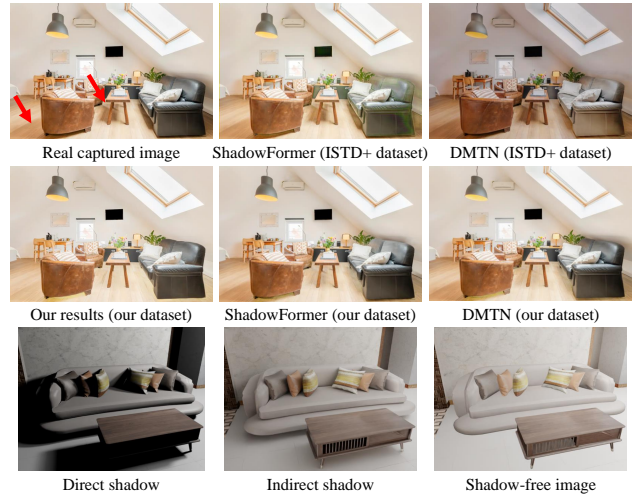 Real captured image
ShadowFormer (ISTD+ dataset)
DMTN (ISTD+ dataset)
Our results (our dataset)
ShadowFormer (our dataset)
DMTN (our dataset)
Direct shadow
Indirect shadow
Shadow-free image